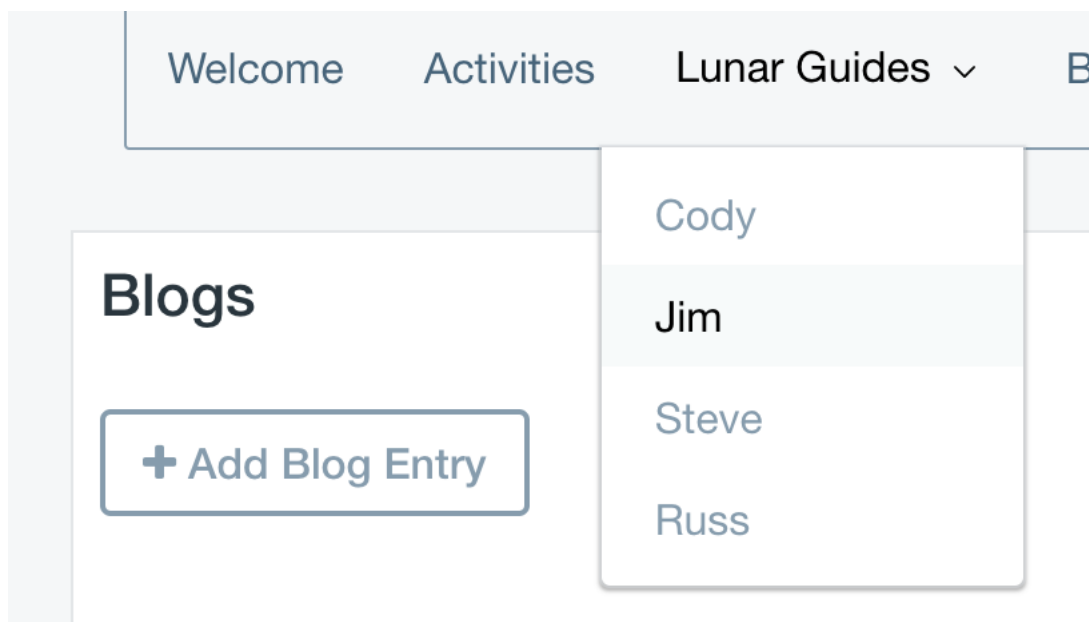 Welcome Activities Lunar Guides B
Cody
Blogs
Jim
Steve
+ Add Blog Entry
Russ